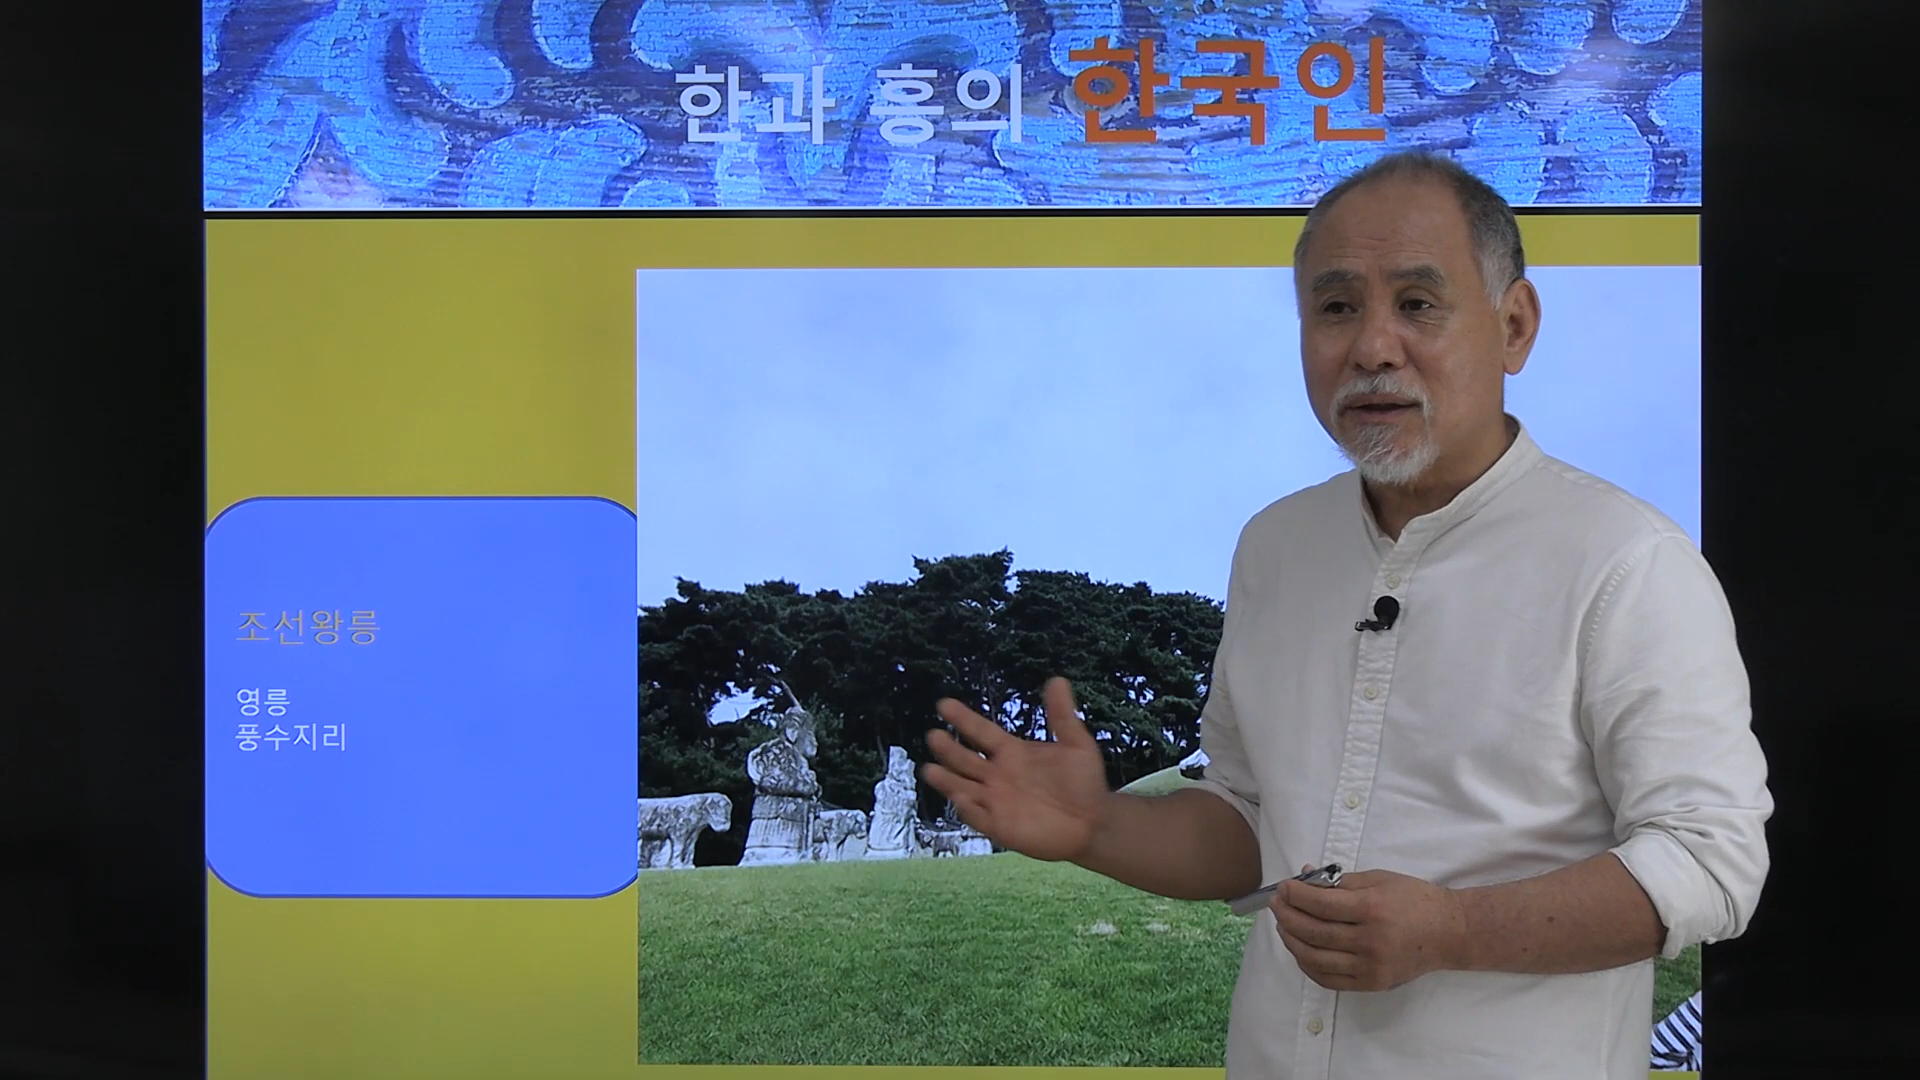 한과 흥의 한국인
조선왕릉
영릉
풍수지리